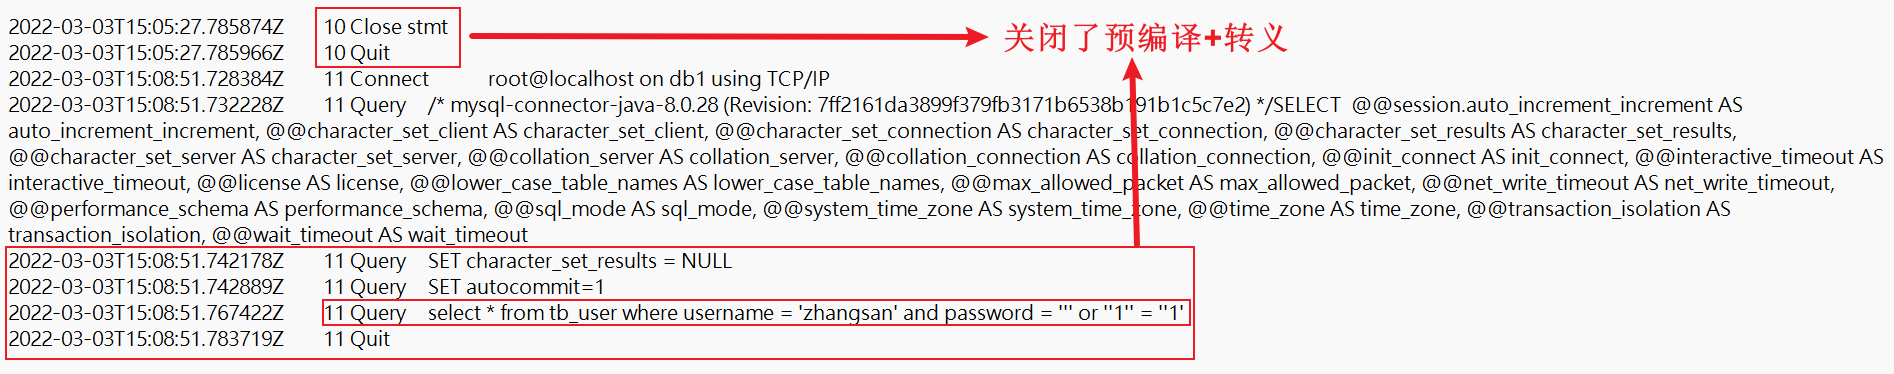 2022-03-03T15:05:27.785874Z 10 Close stmt
2022-03-03T15:05:27.785966Z 10 Quit
关闭了预编译+转义
2022-03-03T15:08:51.728384Z 11 Connect root@localhost on db1 using TCP/IP
2022-03-03T15:08:51.732228Z 11 Query /* mysql-connector-java-8.0.28 (Revision: 7ff2161da3899f379fb3171b6538b191b1c5c7e2) */SELECT @@session.auto_increment_increment AS
auto_increment_increment, @@character_set_client AS character_set_client, @@character_set_connection AS character_set_connection, @@character_set_results AS character_set_results,
@@character_set_server AS character_set_server, @@collation_server AS collation_server, @@collation_connection AS collation_connection, @@init_connect AS init_connect, @@interactive_timeout AS
interactive_timeout, @@license AS license, @@lower_case_table_names AS lower_case_table_names, @@max_allowed_packet AS max_allowed_packet, @@net_write_timeout AS net_write_timeout,
@@performance_schema AS performance_schema, @@sql_mode AS sql_mode, @@system_time_zone AS system_time_zone, @@time_zone AS time_zone, @@transaction_isolation AS
transaction_isolation, @@wait_timeout AS wait_timeout
2022-03-03T15:08:51.742178Z 11 Query SET character_set_results = NULL
2022-03-03T15:08:51.742889Z 11 Query SET autocommit=1
2022-03-03T15:08:51.767422Z 11 Query select * from tb_user where username = 'zhangsan' and password = ''' or ''1'' = ''1'
2022-03-03T15:08:51.783719Z 11 Quit